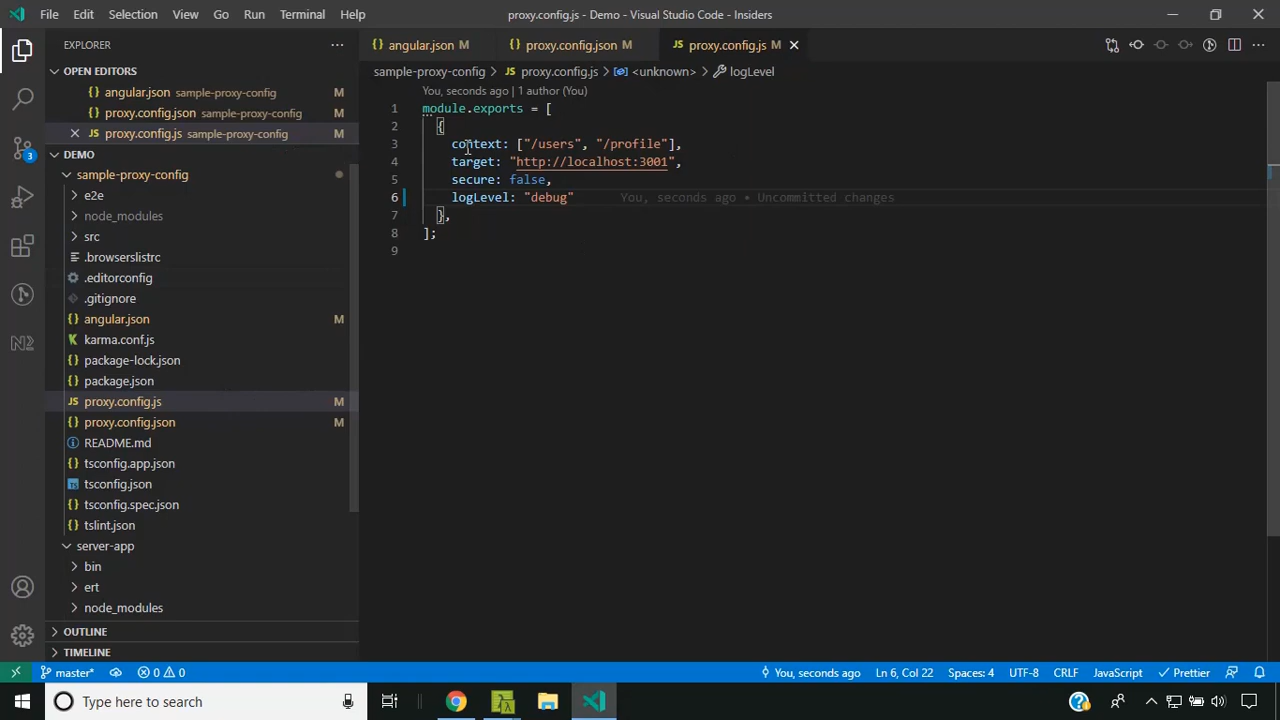 File Edit Selection View Go Run Terminal Help
proxy.config.js - Demo - Visual Studio Code - Insiders
EXPLORER
angular.json M
proxy.config.json M
JS proxy.config.js M
OPEN EDITORS
{} angular.json sample-proxy-config M
{} proxy.config.json sample-proxy-config M
JS proxy.config.js sample-proxy-config M
DEMO
sample-proxy-config
e2e
node_modules
src
.browserslistrc
.editorconfig
.gitignore
{} angular.json M
karma.conf.js
{} package-lock.json
{} package.json
JS proxy.config.js M
{} proxy.config.json M
README.md
{} tsconfig.app.json
TS tsconfig.json
{} tsconfig.spec.json
{} tslint.json
server-app
bin
ert
node_modules
OUTLINE
TIMELINE
sample-proxy-config > JS proxy.config.js > <unknown> > logLevel
You, seconds ago | 1 author (You)
1 module.exports = [
2 {
3 context: ["/users", "/profile"],
4 target: "http://localhost:3001",
5 secure: false,
6 logLevel: "debug" You, seconds ago • Uncommitted changes
7 },
8 ];
9
master* 0 0 You, seconds ago Ln 6, Col 22 Spaces: 4 UTF-8 CRLF JavaScript Prettier
Type here to search